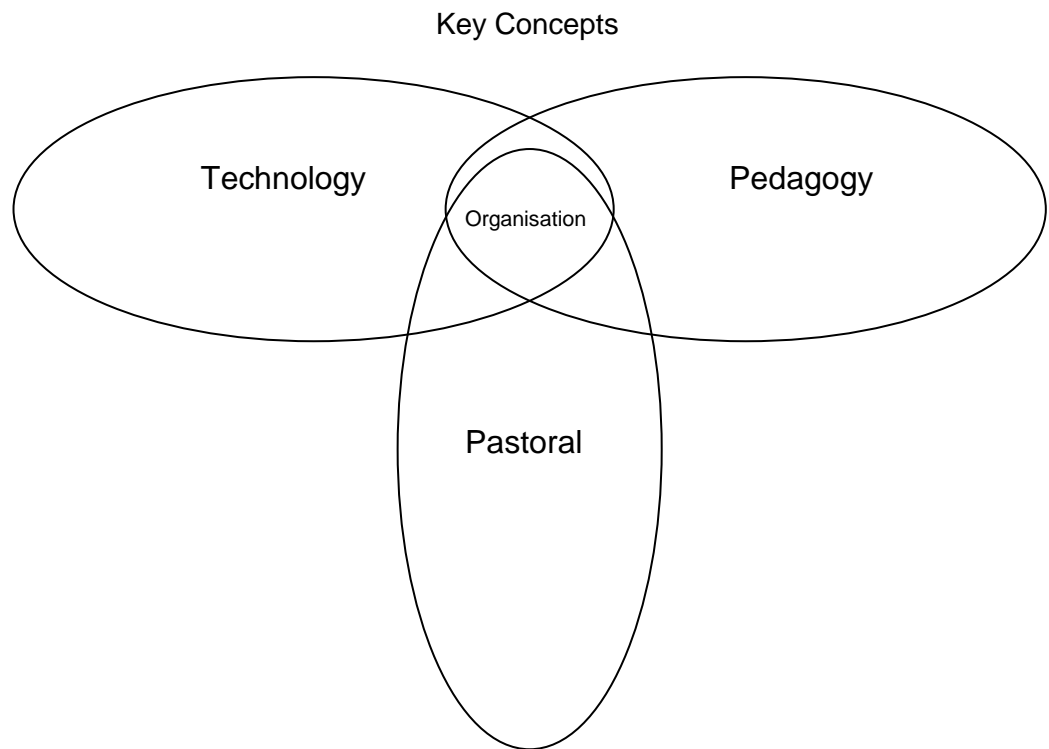 Key Concepts
Technology
Pedagogy
Organisation
Pastoral